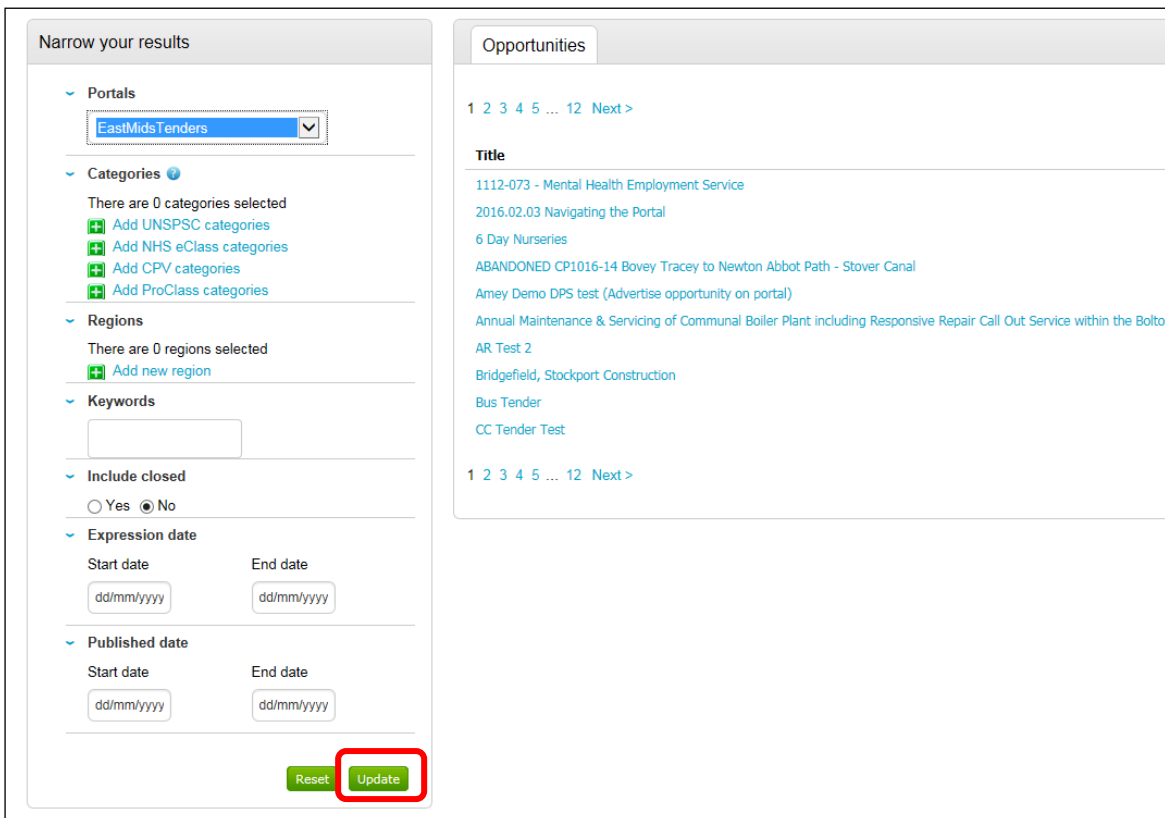 Narrow your results
Portals
EastMidsTenders
Categories
There are 0 categories selected
Add UNSPSC categories
Add NHS eClass categories
Add CPV categories
Add ProClass categories
Regions
There are 0 regions selected
Add new region
Keywords
Include closed
Yes No
Expression date
Start date End date
dd/mm/yyyy dd/mm/yyyy
Published date
Start date End date
dd/mm/yyyy dd/mm/yyyy
Reset Update
Opportunities
1 2 3 4 5 ... 12 Next >
Title
1112-073 - Mental Health Employment Service
2016.02.03 Navigating the Portal
6 Day Nurseries
ABANDONED CP1016-14 Bovey Tracey to Newton Abbot Path - Stover Canal
Amey Demo DPS test (Advertise opportunity on portal)
Annual Maintenance & Servicing of Communal Boiler Plant including Responsive Repair Call Out Service within the Bolto
AR Test 2
Bridgefield, Stockport Construction
Bus Tender
CC Tender Test
1 2 3 4 5 ... 12 Next >